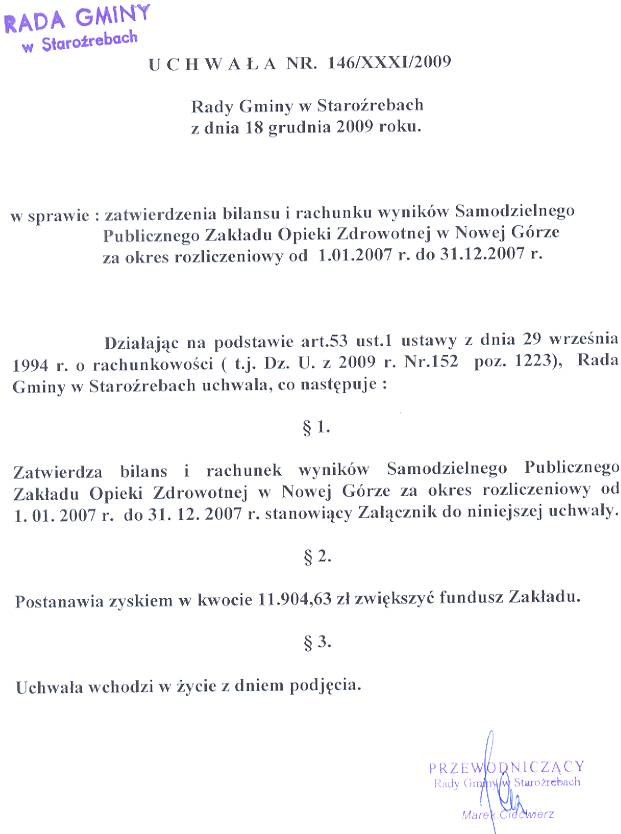 RADA GMINY
w Staroźrebach
U C H W A Ł A NR. 146/XXXI/2009
Rady Gminy w Staroźrebach
z dnia 18 grudnia 2009 roku.
w sprawie : zatwierdzenia bilansu i rachunku wyników Samodzielnego
Publicznego Zakładu Opieki Zdrowotnej w Nowej Górze
za okres rozliczeniowy od 1.01.2007 r. do 31.12.2007 r.
Działając na podstawie art.53 ust.1 ustawy z dnia 29 września
1994 r. o rachunkowości ( t.j. Dz. U. z 2009 r. Nr.152 poz. 1223), Rada
Gminy w Staroźrebach uchwala, co następuje :
§ 1.
Zatwierdza bilans i rachunek wyników Samodzielnego Publicznego
Zakładu Opieki Zdrowotnej w Nowej Górze za okres rozliczeniowy od
1. 01. 2007 r. do 31. 12. 2007 r. stanowiący Załącznik do niniejszej uchwały.
§ 2.
Postanawia zyskiem w kwocie 11.904,63 zł zwiększyć fundusz Zakładu.
§ 3.
Uchwała wchodzi w życie z dniem podjęcia.
PRZEWODNICZĄCY
Rady Gminy w Staroźrebach
Marek Ciećwierz